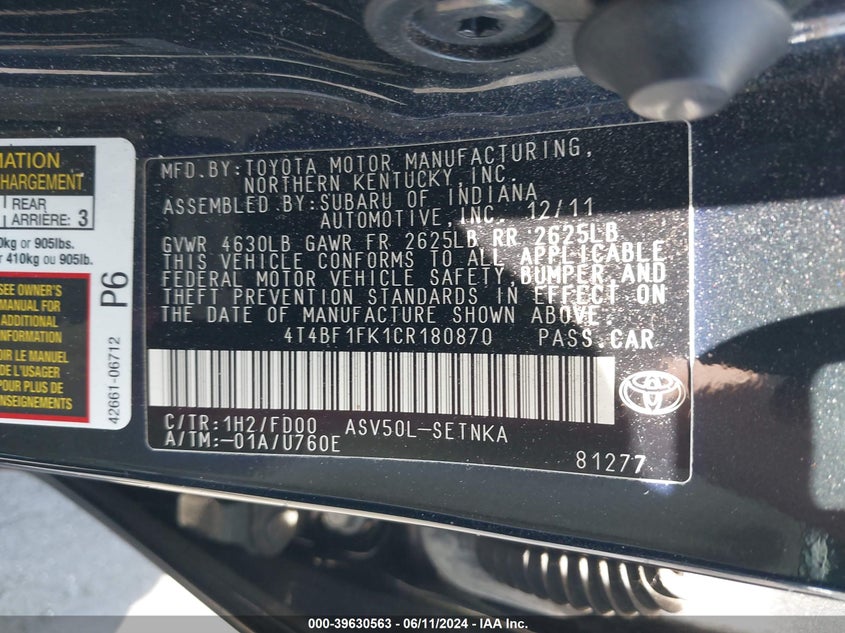 MATION
CHARGEMENT
REAR
ARRIÈRE: 3
0kg or 905lbs.
r 410kg ou 905lb.
SEE OWNER'S
MANUAL FOR
ADDITIONAL
INFORMATION
oir LE MANUEL
de L'USAGER
POUR PLUS DE
RENSEIGNEMENTS
P6
42661-06712
MFD.BY: TOYOTA MOTOR MANUFACTURING,
NORTHERN KENTUCKY, INC.
ASSEMBLED BY: SUBARU OF INDIANA
AUTOMOTIVE, INC. 12/11
GVWR 4630LB GAWR FR 2625LB RR 2625LB
THIS VEHICLE CONFORMS TO ALL APPLICABLE
FEDERAL MOTOR VEHICLE SAFETY, BUMPER, AND
THEFT PREVENTION STANDARDS IN EFFECT ON
THE DATE OF MANUFACTURE SHOWN ABOVE.
4T4BF1FK1CR180870 PASS.CAR
C/TR: 1H2/FD00 ASV50L-SETNKA
A/TM:-01A/U760E
81277
000-39630563 - 06/11/2024 - IAA Inc.